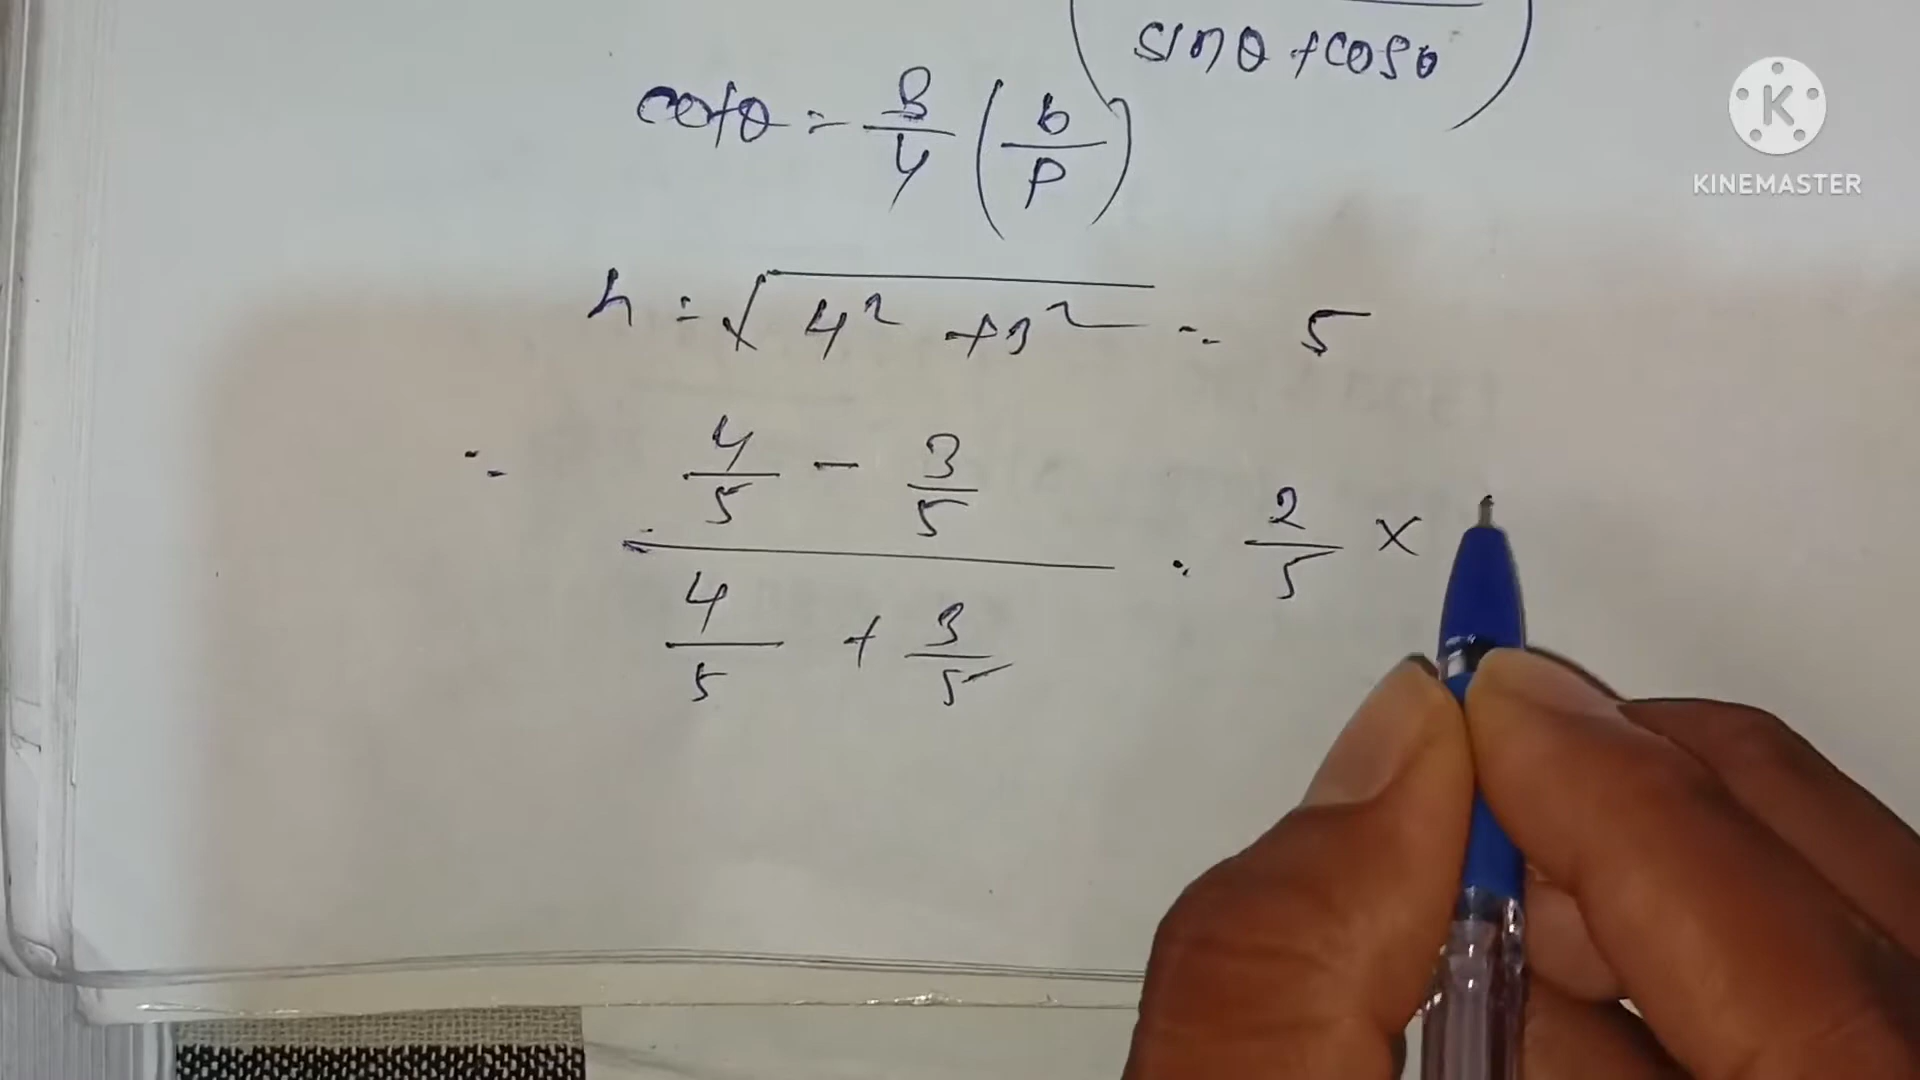 sinθ + cosθ
cotθ = 3/4 (b/P)
h = √4² + 3² = 5
= 4/5 - 3/5 / 4/5 + 3/5 = 2/5 ×
K
KINEMASTER